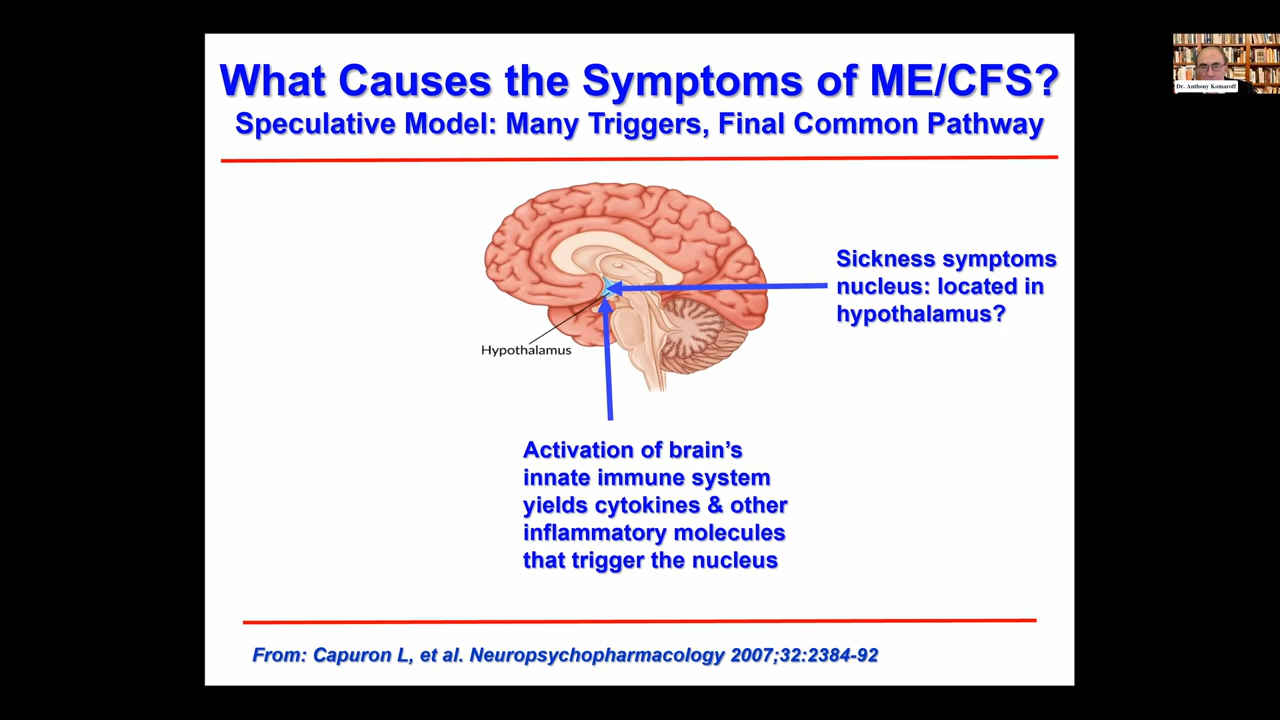 What Causes the Symptoms of ME/CFS?
Speculative Model: Many Triggers, Final Common Pathway
Dr. Anthony Komaroff
Sickness symptoms
nucleus: located in
hypothalamus?
Hypothalamus
Activation of brain’s
innate immune system
yields cytokines & other
inflammatory molecules
that trigger the nucleus
From: Capuron L, et al. Neuropsychopharmacology 2007;32:2384-92